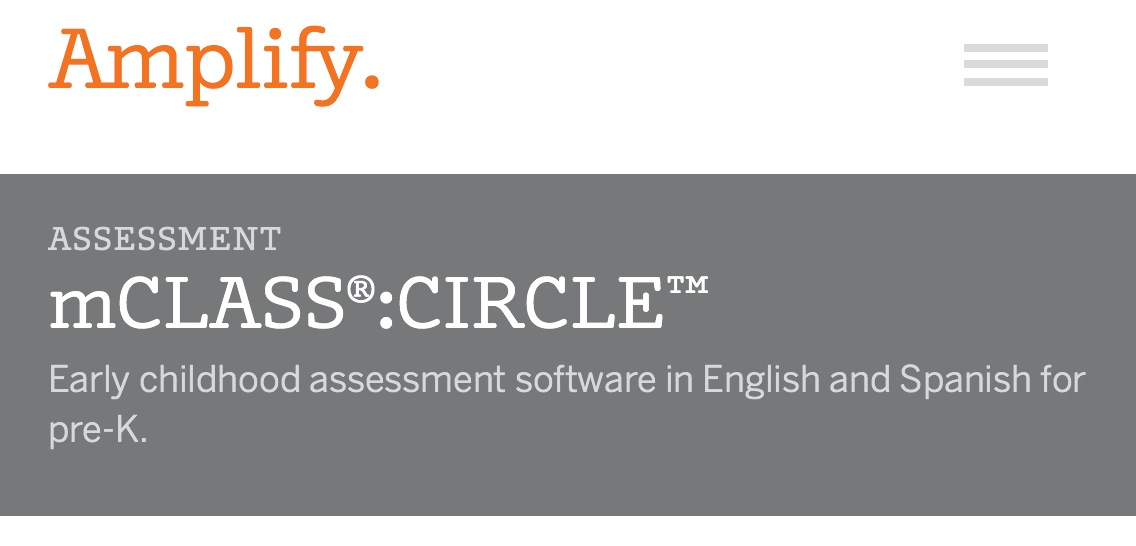 Amplify.
ASSESSMENT
mCLASS®:CIRCLE™
Early childhood assessment software in English and Spanish for
pre-K.